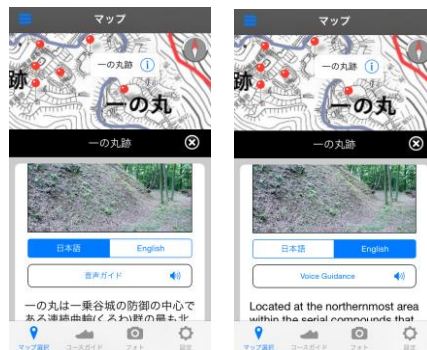 マップ
一の丸跡
跡
一の丸
一の丸跡
日本語 English
音声ガイド
一の丸は一乗谷城の防御の中心で
ある連続曲輪(くるわ)群の最も北
マップ選択 コースガイド フォト 設定
マップ
一の丸跡
跡
一の丸
一の丸跡
日本語 English
Voice Guidance
Located at the northernmost area
within the serial compounds that
マップ選択 コースガイド フォト 設定